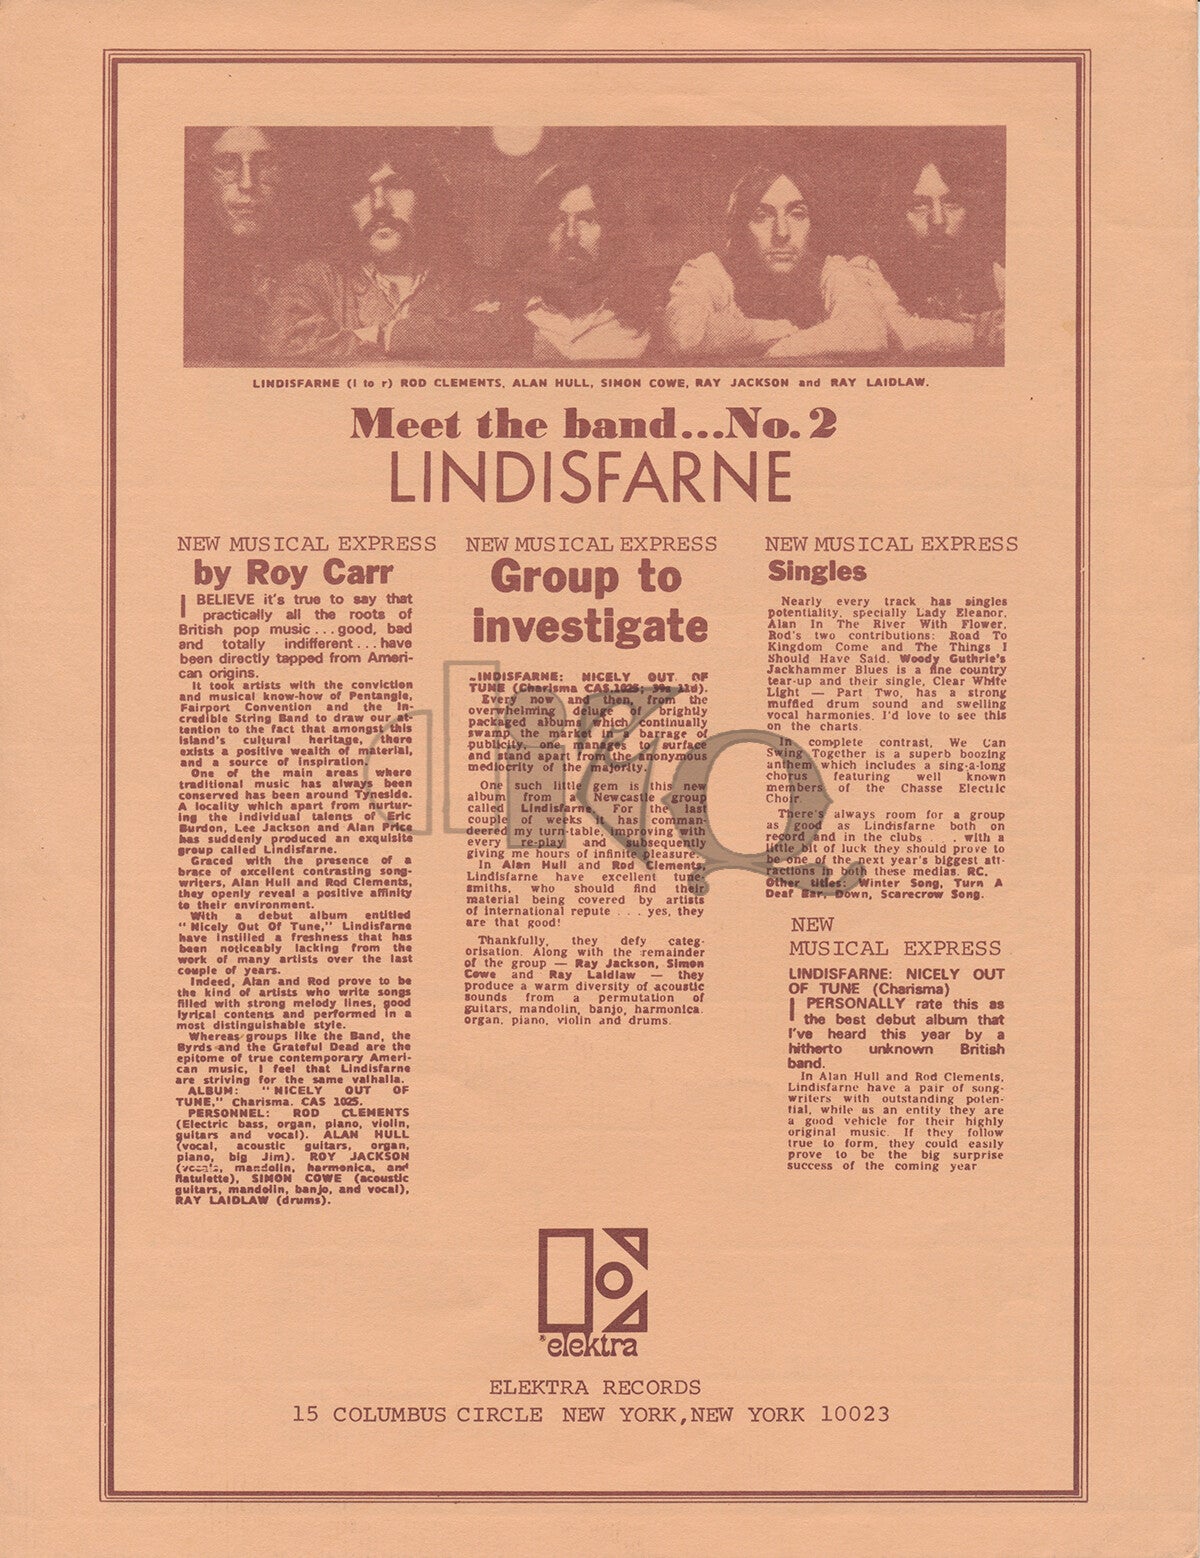 LINDISFARNE (l to r) ROD CLEMENTS, ALAN HULL, SIMON COWE, RAY JACKSON and RAY LAIDLAW.
Meet the band...No. 2
LINDISFARNE
NEW MUSICAL EXPRESS
by Roy Carr
I BELIEVE it's true to say that
practically all the roots of
British pop music . . . good, bad
and totally indifferent . . . have
been directly tapped from Ameri-
can origins.
It took artists with the conviction
and musical know-how of Pentangle,
Fairport Convention and the In-
credible String Band to draw our at-
tention to the fact that amongst this
island's cultural heritage, there
exists a positive wealth of material,
and a source of inspiration.
One of the main areas where
traditional music has always been
conserved has been around Tyneside.
A locality which apart from nurtur-
ing the individual talents of Eric
Burdon, Lee Jackson and Alan Price
has suddenly produced an exquisite
group called Lindisfarne.
Graced with the presence of a
brace of excellent contrasting song-
writers, Alan Hull and Rod Clements,
they openly reveal a positive affinity
to their environment.
With a debut album entitled
"Nicely Out Of Tune," Lindisfarne
have instilled a freshness that has
been noticeably lacking from the
work of many artists over the last
couple of years.
Indeed, Alan and Rod prove to be
the kind of artists who write songs
filled with strong melody lines, good
lyrical contents and performed in a
most distinguishable style.
Whereas groups like the Band, the
Byrds and the Grateful Dead are the
epitome of true contemporary Ameri-
can music, I feel that Lindisfarne
are striving for the same valhalla.
ALBUM: "NICELY OUT OF
TUNE," Charisma. CAS 1025.
PERSONNEL: ROD CLEMENTS
(Electric bass, organ, piano, violin,
guitars and vocal). ALAN HULL
(vocal, acoustic guitars, organ,
piano, big Jim). ROY JACKSON
(vocals, mandolin, harmonica, and
flatulette), SIMON COWE (acoustic
guitars, mandolin, banjo, and vocal),
RAY LAIDLAW (drums).
NEW MUSICAL EXPRESS
Group to
investigate
LINDISFARNE: NICELY OUT OF
TUNE (Charisma CAS 1025; 39s 11d).
Every now and then, from the
overwhelming deluge of brightly
packaged albums which continually
swamp the market in a barrage of
publicity, one manages to surface
and stand apart from the anonymous
mediocrity of the majority.
One such little gem is this new
album from a Newcastle group
called Lindisfarne. For the last
couple of weeks it has comman-
deered my turn-table, improving with
every re-play and subsequently
giving me hours of infinite pleasure.
In Alan Hull and Rod Clements,
Lindisfarne have excellent tune-
smiths, who should find their
material being covered by artists
of international repute . . . yes, they
are that good!
Thankfully, they defy categ-
orisation. Along with the remainder
of the group — Ray Jackson, Simon
Cowe and Ray Laidlaw — they
produce a warm diversity of acoustic
sounds from a permutation of
guitars, mandolin, banjo, harmonica,
organ, piano, violin and drums.
NEW MUSICAL EXPRESS
Singles
Nearly every track has singles
potentiality, specially Lady Eleanor,
Alan In The River With Flower,
Rod's two contributions: Road To
Kingdom Come and The Things I
Should Have Said. Woody Guthrie's
Jackhammer Blues is a fine country
tear-up and their single, Clear White
Light — Part Two, has a strong
muffled drum sound and swelling
vocal harmonies. I'd love to see this
on the charts.
In complete contrast, We Can
Swing Together is a superb boozing
anthem which includes a sing-a-long
chorus featuring well known
members of the Chasse Electric
Choir.
There's always room for a group
as good as Lindisfarne both on
record and in the clubs . . . with a
little bit of luck they should prove to
be one of the next year's biggest att-
ractions in both these medias. RC.
Other titles: Winter Song, Turn A
Deaf Ear, Down, Scarecrow Song.
NEW
MUSICAL EXPRESS
LINDISFARNE: NICELY OUT
OF TUNE (Charisma)
I PERSONALLY rate this as
the best debut album that
I've heard this year by a
hitherto unknown British
band.
In Alan Hull and Rod Clements,
Lindisfarne have a pair of song-
writers with outstanding poten-
tial, while as an entity they are
a good vehicle for their highly
original music. If they follow
true to form, they could easily
prove to be the big surprise
success of the coming year
elektra
ELEKTRA RECORDS
15 COLUMBUS CIRCLE NEW YORK, NEW YORK 10023